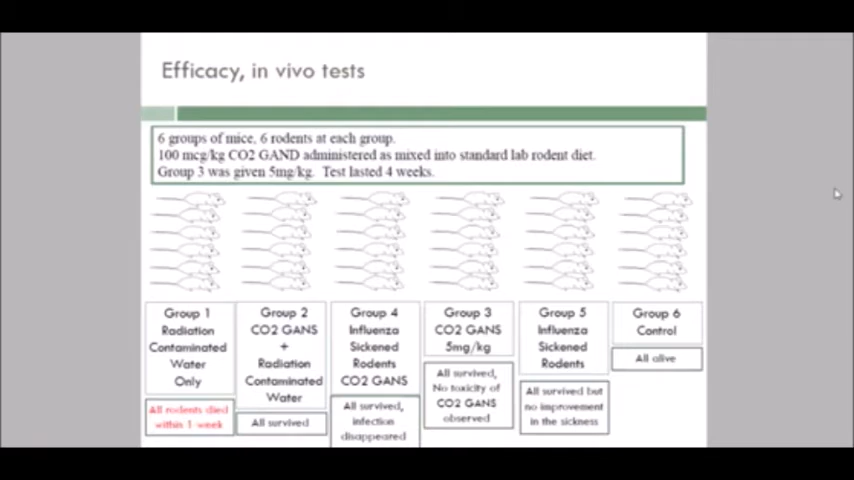 Efficacy, in vivo tests
6 groups of mice, 6 rodents at each group.
100 mcg/kg CO2 GAND administered as mixed into standard lab rodent diet.
Group 3 was given 5mg/kg. Test lasted 4 weeks.
Group 1
Radiation
Contaminated
Water
Only
All rodents died
within 1 week
Group 2
CO2 GANS
+
Radiation
Contaminated
Water
All survived
Group 4
Influenza
Sickened
Rodents
CO2 GANS
All survived,
infection
disappeared
Group 3
CO2 GANS
5mg/kg
All survived,
No toxicity of
CO2 GANS
observed
Group 5
Influenza
Sickened
Rodents
All survived but
no improvement
in the sickness
Group 6
Control
All alive